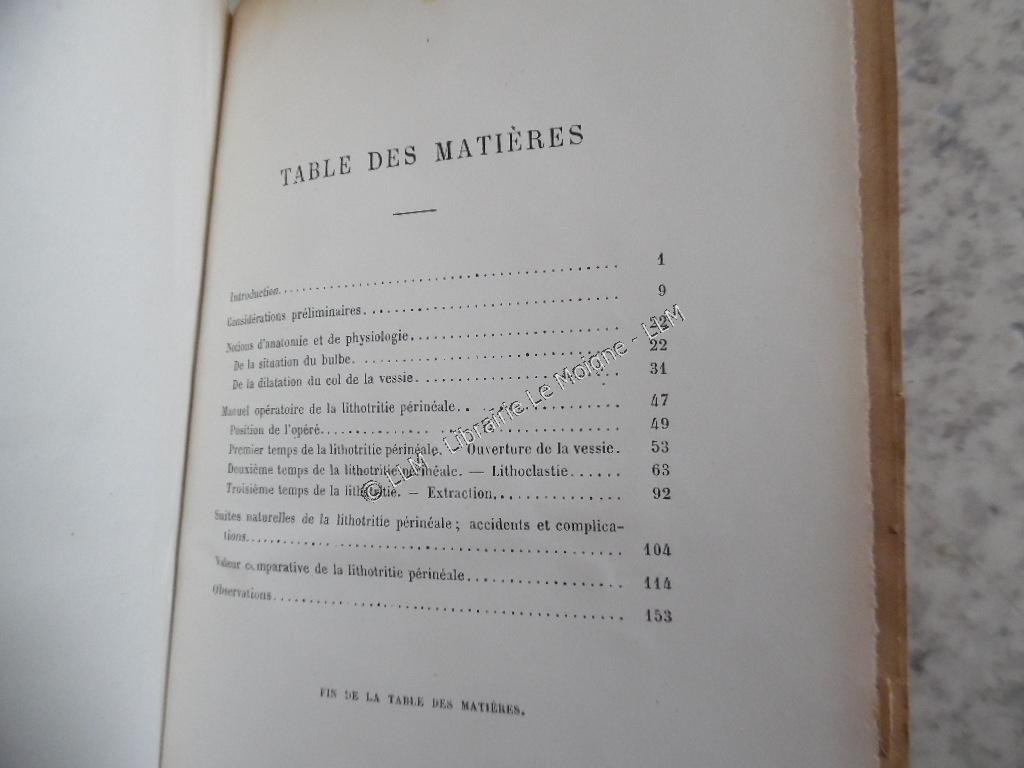 TABLE DES MATIÈRES
Introduction. 1
Considérations préliminaires. 9
Notions d'anatomie et de physiologie. 22
De la situation du bulbe. 22
De la dilatation du col de la vessie. 31
Manuel opératoire de la lithotritie périnéale. 47
Position de l'opéré. 49
Premier temps de la lithotritie périnéale. — Ouverture de la vessie. 53
Deuxième temps de la lithotritie périnéale. — Lithoclastie. 63
Troisième temps de la lithotritie. — Extraction. 92
Suites naturelles de la lithotritie périnéale; accidents et complica-
tions. 104
Valeur comparative de la lithotritie périnéale. 114
Observations. 153
FIN DE LA TABLE DES MATIÈRES.
© LLM - Librairie Le Moigne - LLM